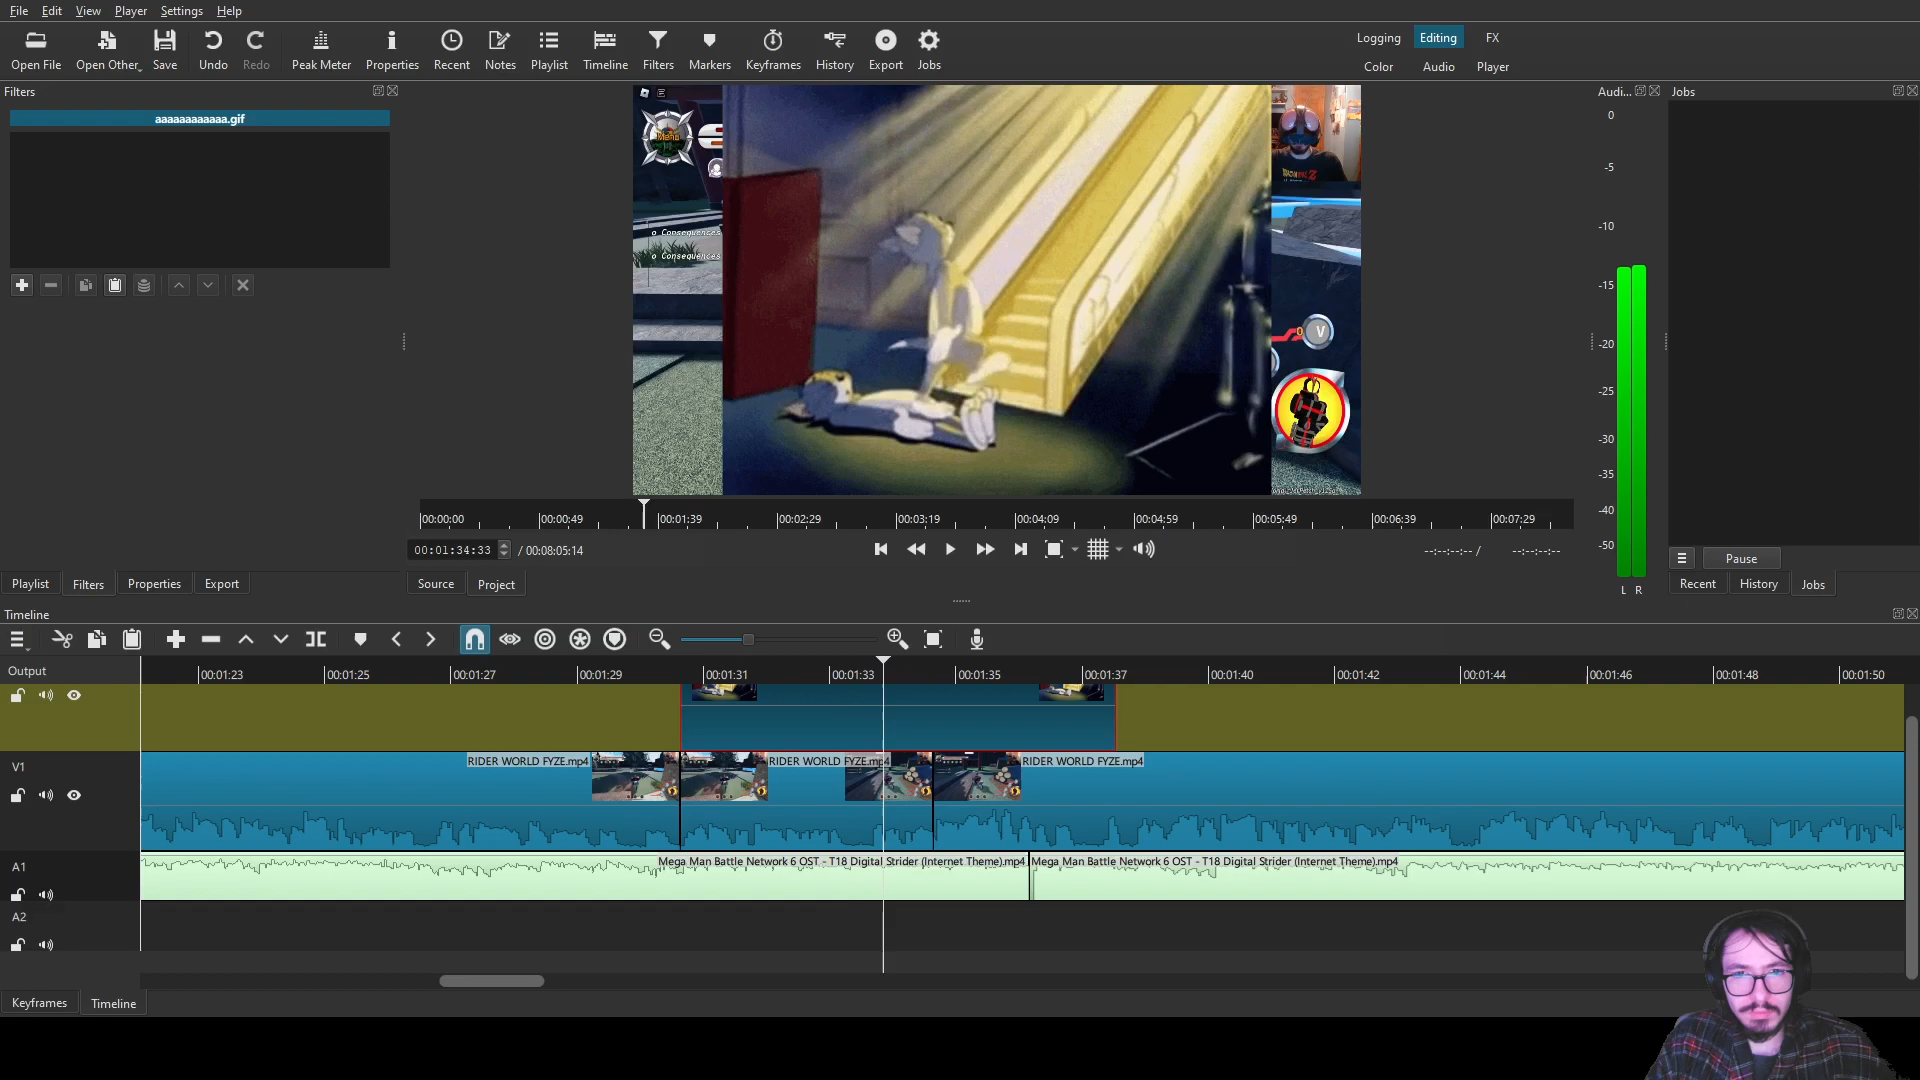 File Edit View Player Settings Help
Open File Open Other Save Undo Redo Peak Meter Properties Recent Notes Playlist Timeline Filters Markers Keyframes History Export Jobs
Logging Editing FX
Color Audio Player
Filters
aaaaaaaaaaaa.gif
Menu
o Consequences
o Consequences
DRAGON BALL Z
0 V
Audi...
0
-5
-10
-15
-20
-25
-30
-35
-40
-45
-50
L R
Jobs
00:00:00 00:00:49 00:01:39 00:02:29 00:03:19 00:04:09 00:04:59 00:05:49 00:06:39 00:07:29
00:01:34:33 / 00:08:05:14
--:--:--:-- / --:--:--:--
Pause
Playlist Filters Properties Export
Source Project
Recent History Jobs
Timeline
Output
00:01:23 00:01:25 00:01:27 00:01:29 00:01:31 00:01:33 00:01:35 00:01:37 00:01:40 00:01:42 00:01:44 00:01:46 00:01:48 00:01:50
V1
RIDER WORLD FYZE.mp4 RIDER WORLD FYZE.mp4 RIDER WORLD FYZE.mp4
A1
Mega Man Battle Network 6 OST - T18 Digital Strider (Internet Theme).mp4 Mega Man Battle Network 6 OST - T18 Digital Strider (Internet Theme).mp4
A2
Keyframes Timeline